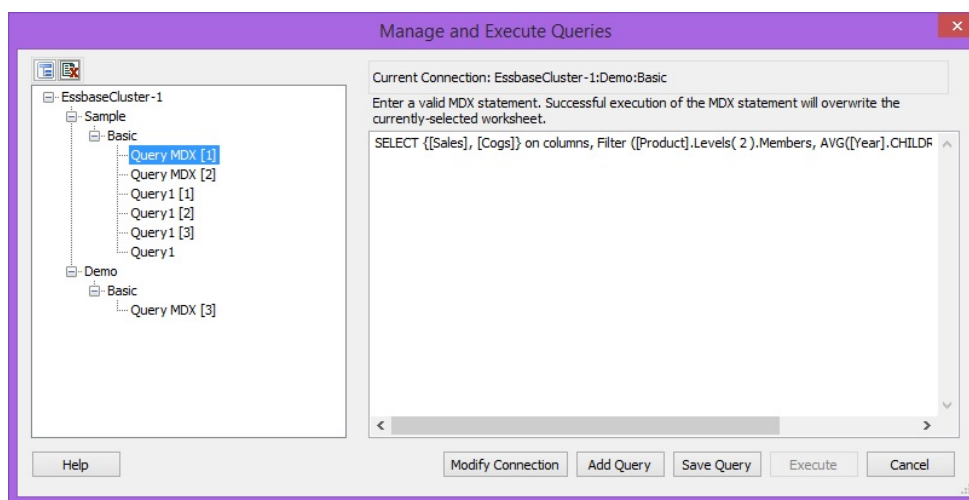 Manage and Execute Queries
EssbaseCluster-1
Sample
Basic
Query MDX [1]
Query MDX [2]
Query1 [1]
Query1 [2]
Query1 [3]
Query1
Demo
Basic
Query MDX [3]
Current Connection: EssbaseCluster-1:Demo:Basic
Enter a valid MDX statement. Successful execution of the MDX statement will overwrite the
currently-selected worksheet.
SELECT {[Sales], [Cogs]} on columns, Filter ([Product].Levels( 2 ).Members, AVG([Year].CHILDR
Help
Modify Connection
Add Query
Save Query
Execute
Cancel